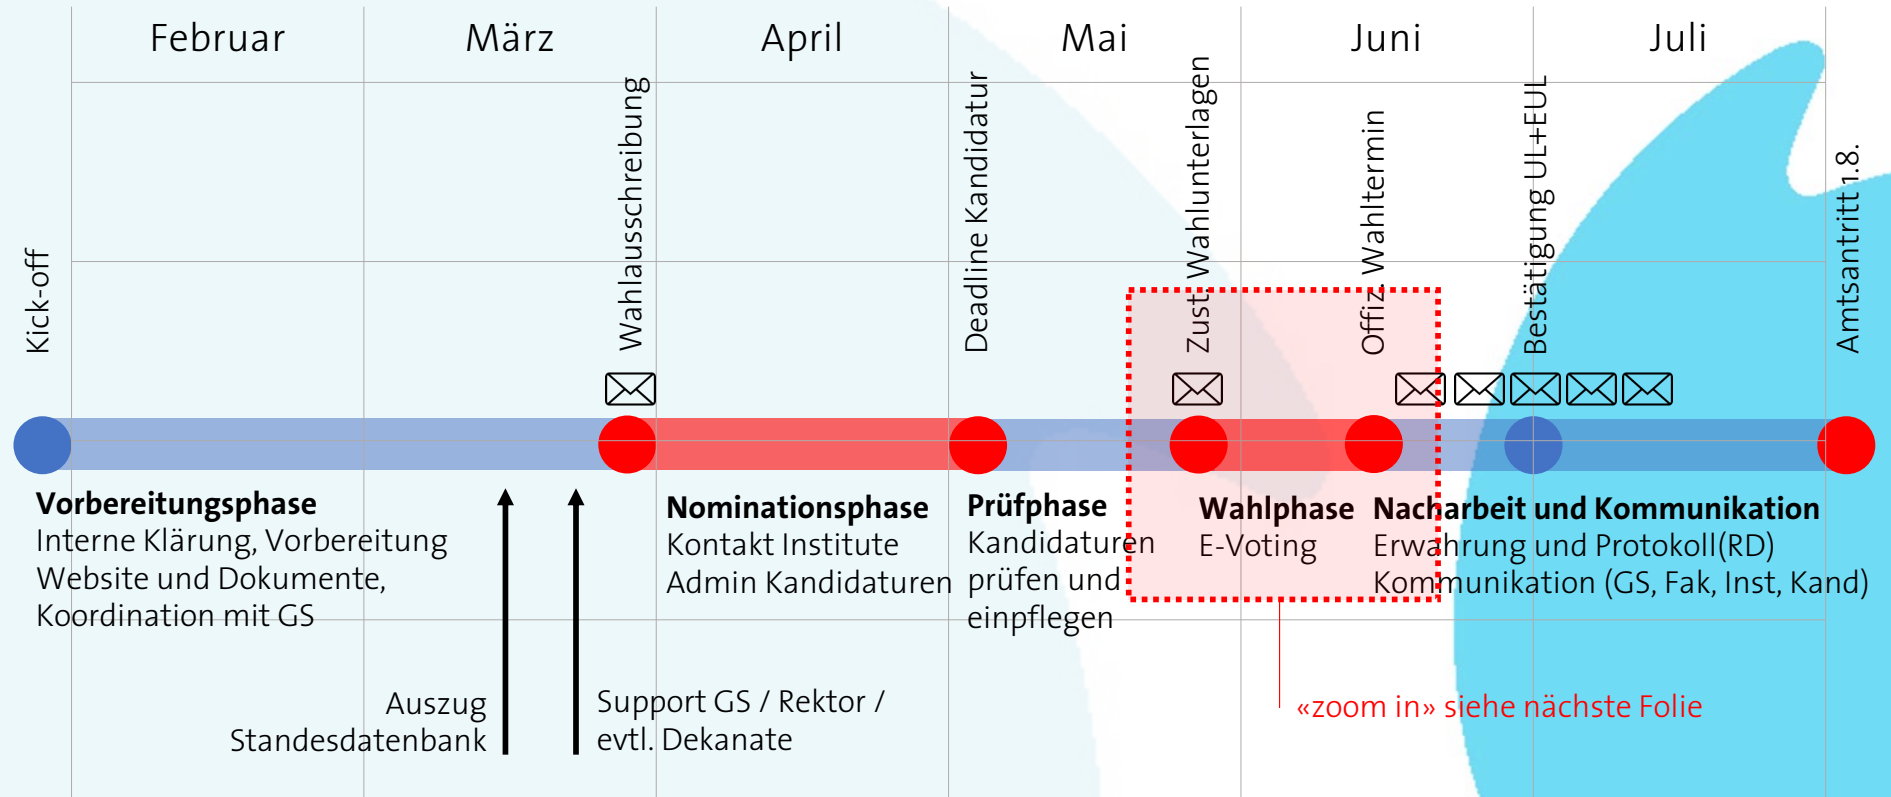 Februar
März
April
Mai
Juni
Juli
Kick-off
Wahlausschreibung
Deadline Kandidatur
Zust. Wahlunterlagen
Offiz. Wahltermin
Bestätigung UL+EUL
Amtsantritt 1.8.
Vorbereitungsphase
Interne Klärung, Vorbereitung
Website und Dokumente,
Koordination mit GS
Nominationsphase
Kontakt Institute
Admin Kandidaturen
Prüfphase
Kandidaturen
prüfen und
einpflegen
Wahlphase
E-Voting
Nacharbeit und Kommunikation
Erwahrung und Protokoll(RD)
Kommunikation (GS, Fak, Inst, Kand)
Auszug
Standesdatenbank
Support GS / Rektor /
evtl. Dekanate
«zoom in» siehe nächste Folie